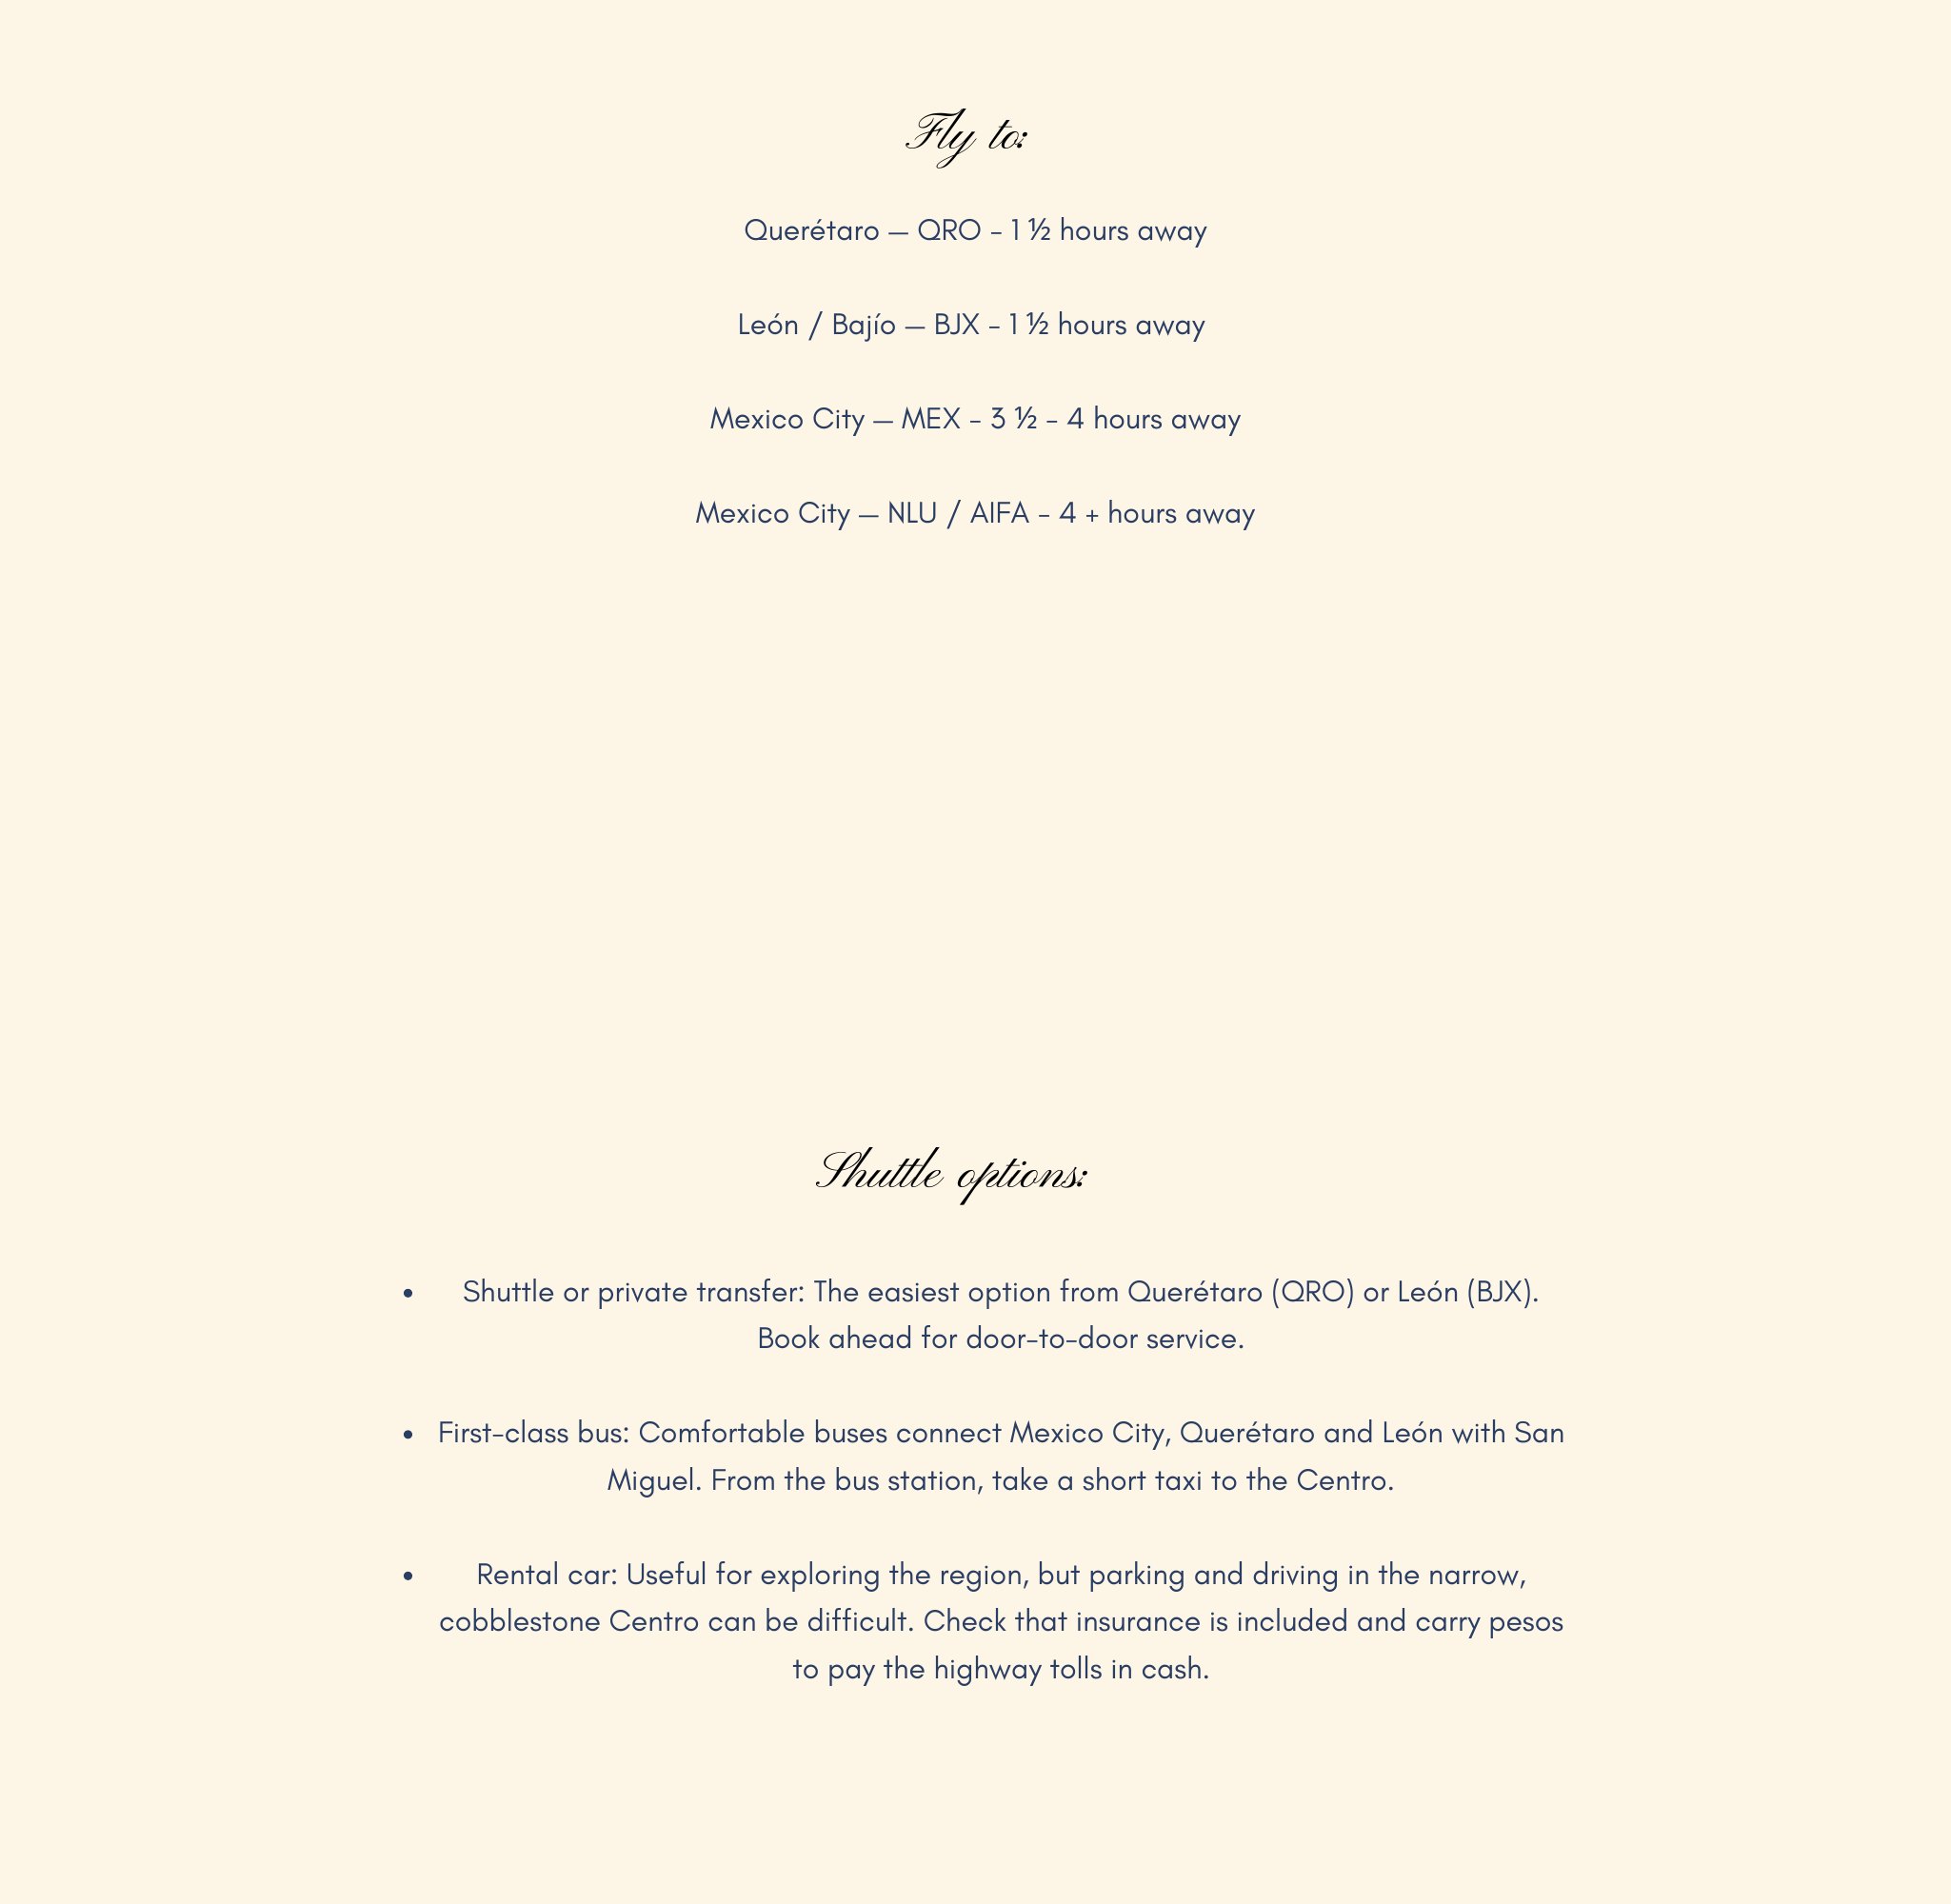 Fly to:
Querétaro — QRO - 1 ½ hours away
León / Bajío — BJX - 1 ½ hours away
Mexico City — MEX - 3 ½ - 4 hours away
Mexico City — NLU / AIFA - 4 + hours away
Shuttle options:
• Shuttle or private transfer: The easiest option from Querétaro (QRO) or León (BJX).
Book ahead for door-to-door service.
• First-class bus: Comfortable buses connect Mexico City, Querétaro and León with San
Miguel. From the bus station, take a short taxi to the Centro.
• Rental car: Useful for exploring the region, but parking and driving in the narrow,
cobblestone Centro can be difficult. Check that insurance is included and carry pesos
to pay the highway tolls in cash.